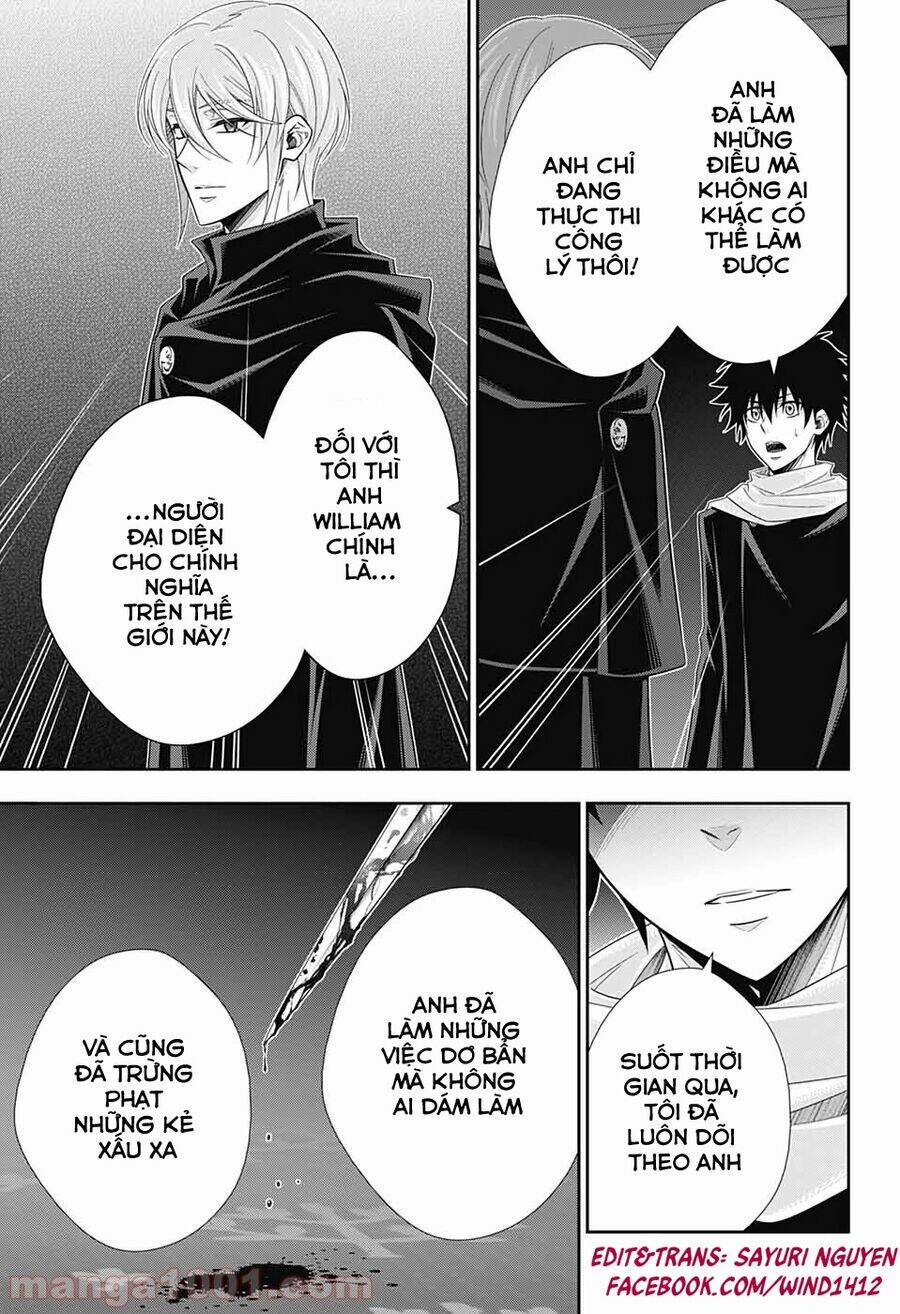 ANH
ĐÃ LÀM
NHỮNG
ĐIỀU MÀ
KHÔNG AI
KHÁC CÓ
THỂ LÀM
ĐƯỢC
ANH CHỈ
ĐANG
THỰC THI
CÔNG
LÝ THÔI!
ĐỐI VỚI
TÔI THÌ
ANH
WILLIAM
CHÍNH
LÀ...
...NGƯỜI
ĐẠI DIỆN
CHO CHÍNH
NGHĨA
TRÊN THẾ
GIỚI NÀY!
SUỐT THỜI
GIAN QUA,
TÔI ĐÃ
LUÔN DÕI
THEO ANH
ANH ĐÃ
LÀM NHỮNG
VIỆC DƠ BẨN
MÀ KHÔNG
AI DÁM LÀM
VÀ CŨNG
ĐÃ TRỪNG
PHẠT
NHỮNG KẺ
XẤU XA
EDIT&TRANS: SAYURI NGUYEN
FACEBOOK.COM/WIND1412
manga1001.com